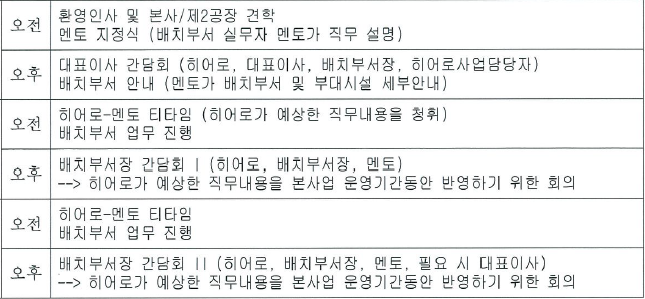 오전
환영인사 및 본사/제2공장 견학
멘토 지정식 (배치부서 실무자 멘토가 직무 설명)
오후
대표이사 간담회 (히어로, 대표이사, 배치부서장, 히어로사업담당자)
배치부서 안내 (멘토가 배치부서 및 부대시설 세부안내)
오전
히어로-멘토 티타임 (히어로가 예상한 직무내용을 청취)
배치부서 업무 진행
오후
배치부서장 간담회 I (히어로, 배치부서장, 멘토)
--> 히어로가 예상한 직무내용을 본사업 운영기간동안 반영하기 위한 회의
오전
히어로-멘토 티타임
배치부서 업무 진행
오후
배치부서장 간담회 II (히어로, 배치부서장, 멘토, 필요 시 대표이사)
--> 히어로가 예상한 직무내용을 본사업 운영기간동안 반영하기 위한 회의